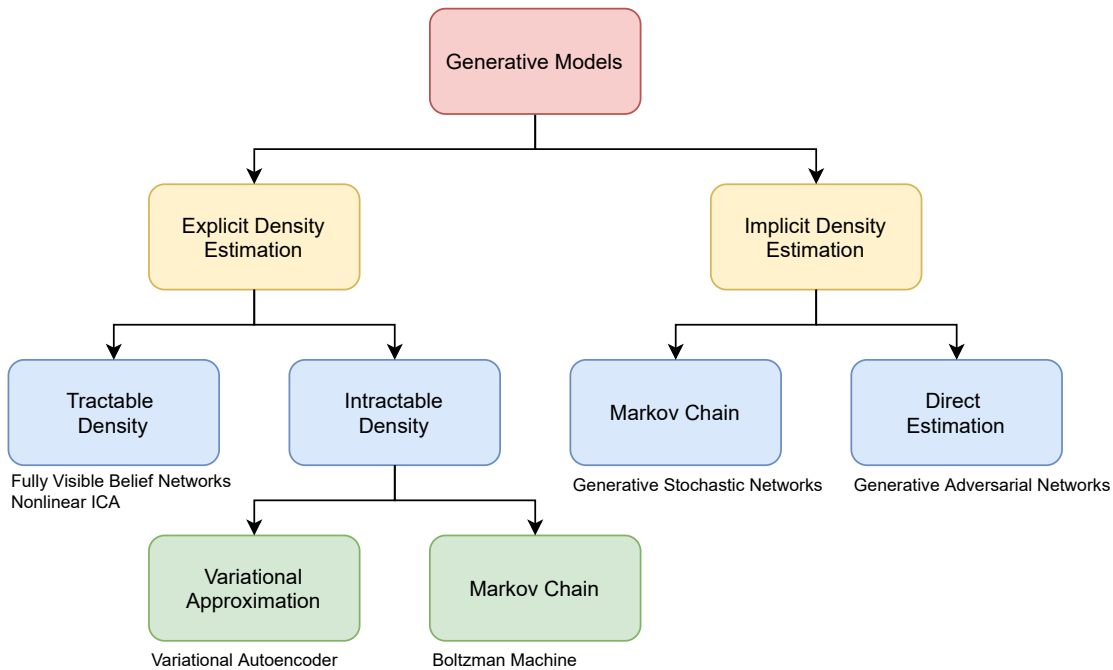 Generative Models
Explicit Density
Estimation
Implicit Density
Estimation
Tractable
Density
Intractable
Density
Markov Chain
Direct
Estimation
Fully Visible Belief Networks
Nonlinear ICA
Generative Stochastic Networks
Generative Adversarial Networks
Variational
Approximation
Markov Chain
Variational Autoencoder
Boltzman Machine